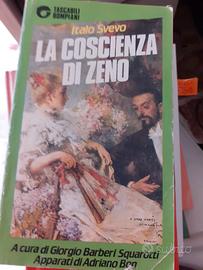 TASCABILI
BOMPIANI
Italo Svevo
LA COSCIENZA
DI ZENO
A cura di Giorgio Barberi Squarotti
Apparati di Adriano Bon